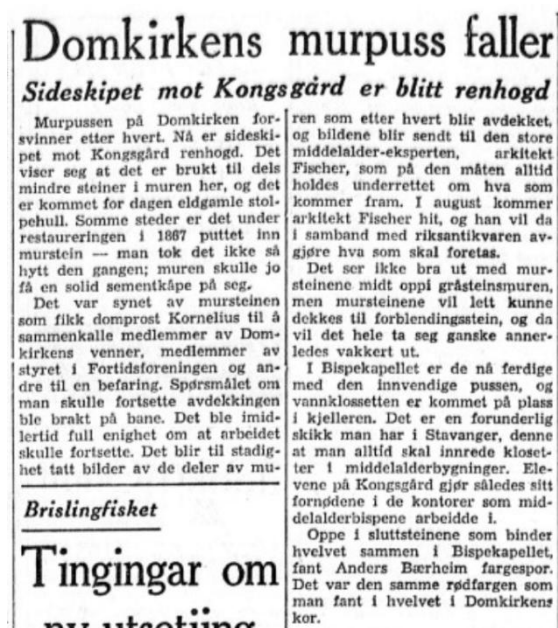 Domkirkens murpuss faller
Sideskipet mot Kongsgård er blitt renhogd
Murpussen på Domkirken for-
svinner etter hvert. Nå er sideski-
pet mot Kongsgård renhogd. Det
viser seg at det er brukt til dels
mindre steiner i muren her, og det
er kommet for dagen eldgamle stol-
pehull. Somme steder er det under
restaureringen i 1867 puttet inn
murstein — man tok det ikke så
hytt den gangen; muren skulle jo
få en solid sementkåpe på seg.
Det var synet av mursteinen
som fikk domprost Kornelius til å
sammenkalle medlemmer av Dom-
kirkens venner, medlemmer av
styret i Fortidsforeningen og an-
dre til en befaring. Spørsmålet om
man skulle fortsette avdekkingen
ble brakt på bane. Det ble imid-
lertid full enighet om at arbeidet
skulle fortsette. Det blir til stadig-
het tatt bilder av de deler av mu-
ren som etter hvert blir avdekket,
og bildene blir sendt til den store
middelalder-eksperten, arkitekt
Fischer, som på den måten alltid
holdes underrettet om hva som
kommer fram. I august kommer
arkitekt Fischer hit, og han vil da
i samband med riksantikvaren av-
gjøre hva som skal foretas.
Det ser ikke bra ut med mur-
steinene midt oppi gråsteinsmuren,
men mursteinene vil lett kunne
dekkes til forblendingsstein, og da
vil det hele ta seg ganske anner-
ledes vakkert ut.
I Bispekapellet er de nå ferdige
med den innvendige pussen, og
vannklossetten er kommet på plass
i kjelleren. Det er en forunderlig
skikk man har i Stavanger, denne
at man alltid skal innrede kloset-
ter i middelalderbygninger. Ele-
vene på Kongsgård gjør således sitt
fornødene i de kontorer som mid-
delalderbispene arbeidde i.
Oppe i sluttsteinene som binder
hvelvet sammen i Bispekapellet,
fant Anders Bærheim fargespor.
Det var den samme rødfargen som
man fant i hvelvet i Domkirkens
kor.
Brislingfisket
Tingingar om